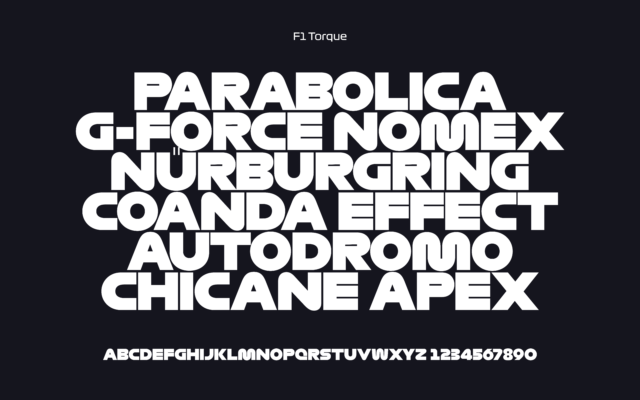 F1 Torque
PARABOLICA
G-FORCE NOMEX
NÜRBURGRING
COANDA EFFECT
AUTODROMO
CHICANE APEX
ABCDEFGHIJKLMNOPQRSTUVWXYZ 1234567890